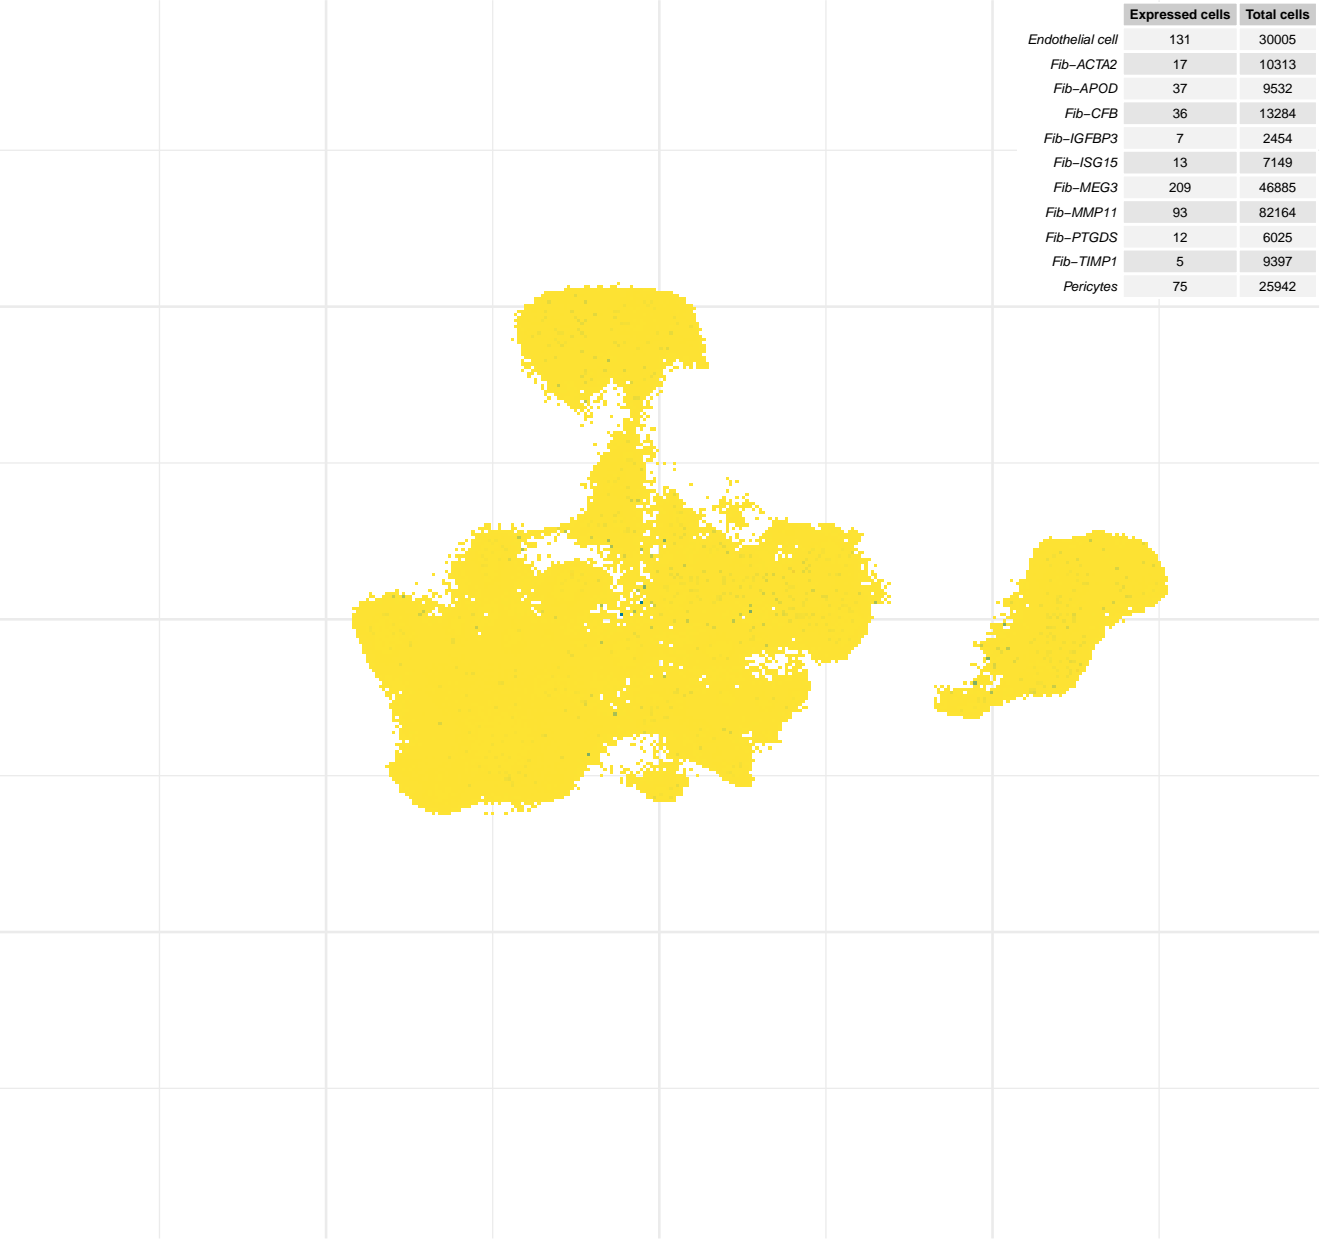 Expressed cells Total cells
Endothelial cell 131 30005
Fib−ACTA2 17 10313
Fib−APOD 37 9532
Fib−CFB 36 13284
Fib−IGFBP3 7 2454
Fib−ISG15 13 7149
Fib−MEG3 209 46885
Fib−MMP11 93 82164
Fib−PTGDS 12 6025
Fib−TIMP1 5 9397
Pericytes 75 25942